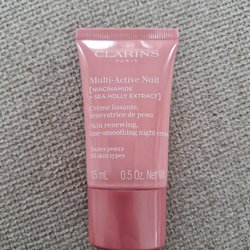 CLARINS
PARIS
Multi-Active Nuit
[NIACINAMIDE
+ SEA HOLLY EXTRACT]
Crème lissante,
rénovatrice de peau
Skin renewing,
line-smoothing night cream
Toutes peaux
All skin types
15 mL 0.5 Oz. Net Wt.